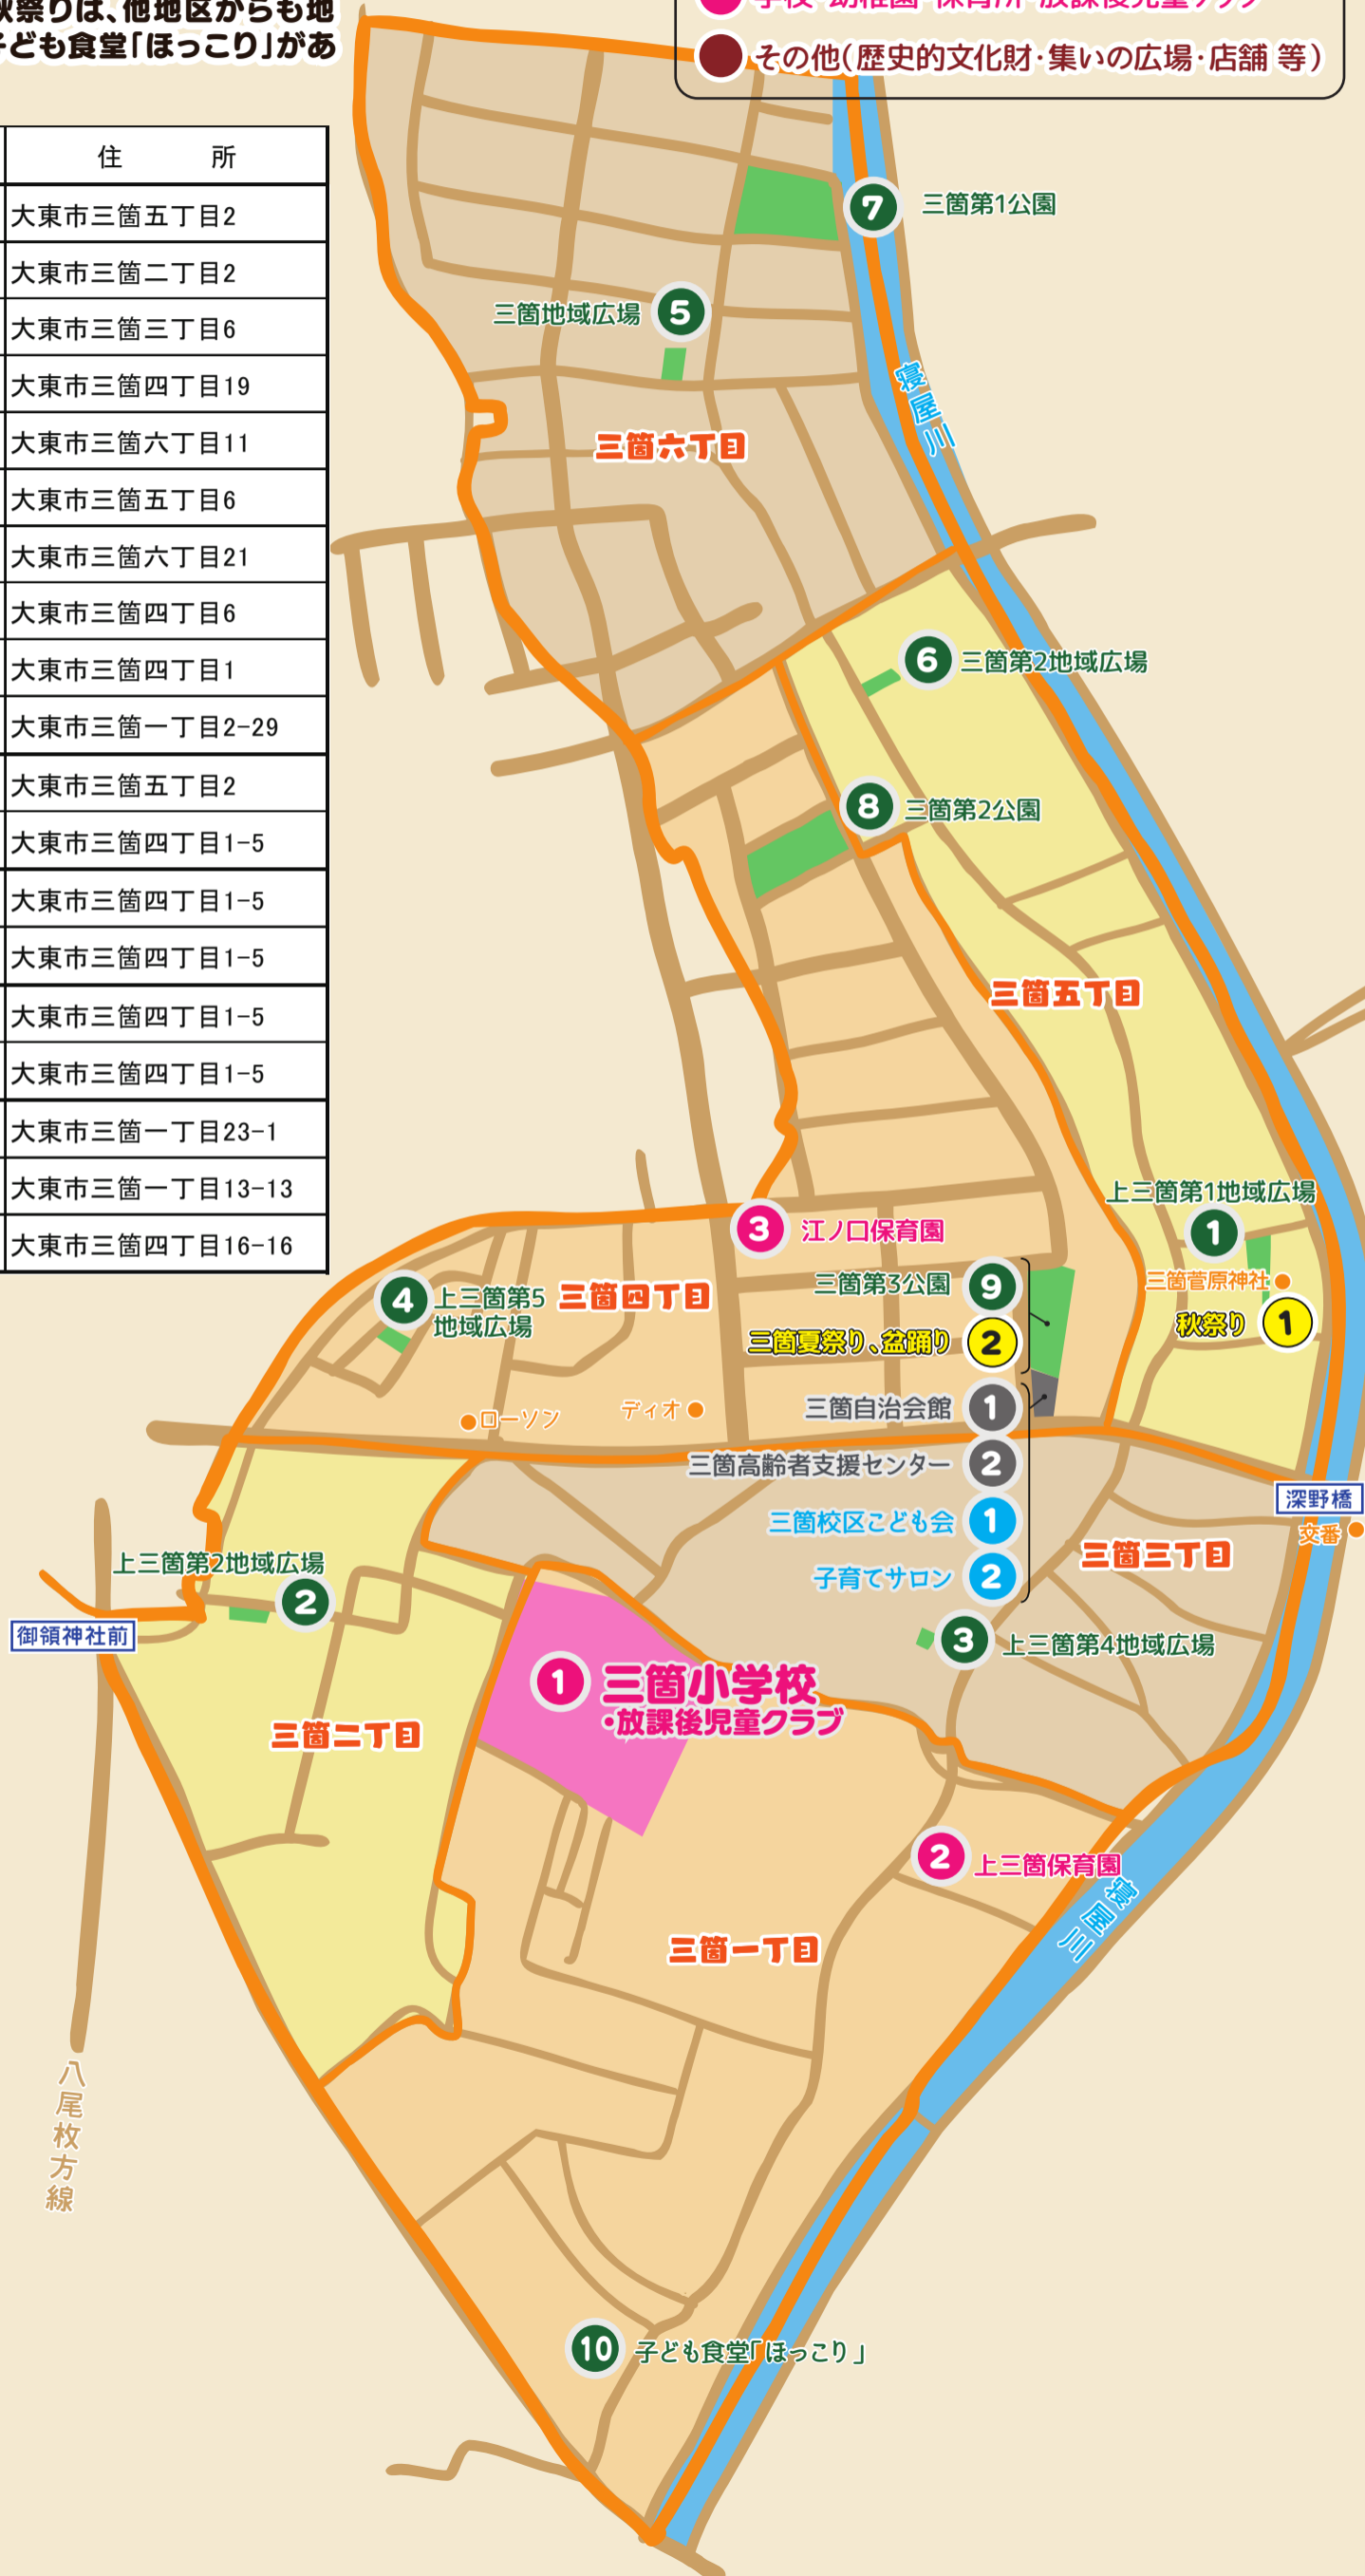 秋祭りは、他地区からも地
子ども食堂「ほっこり」があ
学校・幼稚園・保育所・放課後児童クラブ
その他(歴史的文化財・集いの広場・店舗 等)
住 所
大東市三箇五丁目2
大東市三箇二丁目2
大東市三箇三丁目6
大東市三箇四丁目19
大東市三箇六丁目11
大東市三箇五丁目6
大東市三箇六丁目21
大東市三箇四丁目6
大東市三箇四丁目1
大東市三箇一丁目2-29
大東市三箇五丁目2
大東市三箇四丁目1-5
大東市三箇四丁目1-5
大東市三箇四丁目1-5
大東市三箇四丁目1-5
大東市三箇四丁目1-5
大東市三箇一丁目23-1
大東市三箇一丁目13-13
大東市三箇四丁目16-16
7 三箇第1公園
三箇地域広場 5
寝屋川
三箇六丁目
6 三箇第2地域広場
8 三箇第2公園
三箇五丁目
上三箇第1地域広場
1
3 江ノ口保育園
三箇菅原神社
秋祭り 1
4 上三箇第5
地域広場
三箇四丁目
三箇第3公園 9
三箇夏祭り、盆踊り 2
三箇自治会館 1
ローソン
ディオ
三箇高齢者支援センター 2
三箇校区こども会 1
子育てサロン 2
深野橋
交番
三箇三丁目
上三箇第2地域広場
2
御領神社前
3 上三箇第4地域広場
1 三箇小学校
・放課後児童クラブ
三箇二丁目
2 上三箇保育園
寝屋川
三箇一丁目
八尾枚方線
10 子ども食堂「ほっこり」